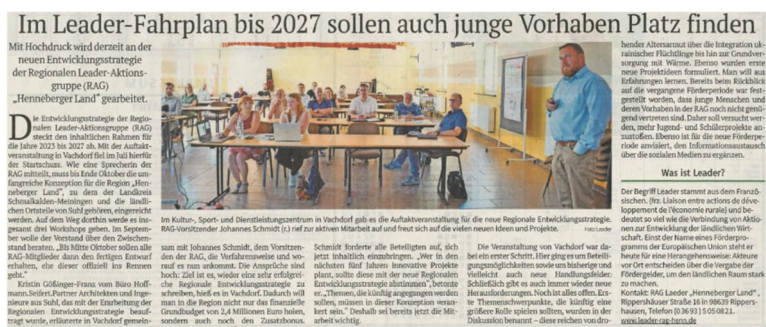 Im Leader-Fahrplan bis 2027 sollen auch junge Vorhaben Platz finden
Mit Hochdruck wird derzeit an der
neuen Entwicklungsstrategie
der Regionalen Leader-Aktions-
gruppe (RAG)
„Henneberger Land" gearbeitet.
Die Entwicklungsstrategie der Regio-
nalen Leader-Aktionsgruppe (RAG)
steckt den inhaltlichen Rahmen für
die Jahre 2023 bis 2027 ab. Mit der Auftakt-
veranstaltung in Vachdorf fiel im Juli hierfür
der Startschuss. Wie eine Sprecherin der
RAG mitteilt, muss bis Ende Oktober die um-
fangreiche Konzeption für die Region „Hen-
neberger Land", zu dem der Landkreis
Schmalkalden-Meiningen und die ländli-
chen Ortsteile von Suhl gehören, eingereicht
werden. Auf dem Weg dorthin werde es ins-
gesamt drei Workshops geben. Im Septem-
ber wolle der Vorstand über den Zwischen-
stand beraten. „Bis Mitte Oktober sollen alle
RAG-Mitglieder dann den fertigen Entwurf
erhalten, ehe dieser offiziell ins Rennen
geht".
Kristin Gößinger-Franz vom Büro Hoff-
mann.Seifert.Partner Architekten und Inge-
nieure aus Suhl, das mit der Erarbeitung der
Regionalen Entwicklungsstrategie beauf-
tragt wurde, erläuterte in Vachdorf gemein-
Im Kultur-, Sport- und Dienstleistungszentrum in Vachdorf gab es die Auftaktveranstaltung für die neue Regionale Entwicklungsstrategie.
RAG-Vorsitzender Johannes Schmidt (r.) rief zur aktiven Mitarbeit auf und freut sich auf die vielen neuen Ideen und Projekte.
Foto: Leader
sam mit Johannes Schmidt, dem Vorsitzen-
den der RAG, die Verfahrensweise und wo-
rauf es nun ankommt. Die Ansprüche sind
hoch: Ziel ist es, wieder eine sehr erfolgrei-
che Regionale Entwicklungsstrategie zu
schreiben, hieß es in Vachdorf. Dadurch will
man in die Region nicht nur das finanzielle
Grundbudget von 2,4 Millionen Euro holen,
sondern auch noch den Zusatzbonus.
Schmidt forderte alle Beteiligten auf, sich
jetzt inhaltlich einzubringen. „Wer in den
nächsten fünf Jahren innovative Projekte
plant, sollte diese mit der neuen Regionalen
Entwicklungsstrategie abstimmen", betonte
er. „Themen, die künftig angegangen werden
sollen, müssen in dieser Konzeption veran-
kert sein." Deshalb sei bereits jetzt die Mit-
arbeit wichtig.
Die Veranstaltung von Vachdorf war da-
bei ein erster Schritt. Hier ging es um Beteili-
gungsmöglichkeiten sowie um bisherige und
vielleicht auch neue Handlungsfelder:
Schließlich gibt es auch immer wieder neue
Herausforderungen. Noch ist alles offen. Ers-
te Themenschwerpunkte, die künftig eine
größere Rolle spielen sollten, wurden in der
Diskussion benannt – diese reichen von dro-
hender Altersarmut über die Integration uk-
rainischer Flüchtlinge bis hin zur Grundver-
sorgung mit Wärme. Ebenso wurden erste
neue Projektideen formuliert. Man will aus
Erfahrungen lernen. Bereits beim Rückblick
auf die vergangene Förderperiode war fest-
gestellt worden, dass junge Menschen und
deren Vorhaben in der RAG noch nicht genü-
gend vertreten sind. Daher soll versucht wer-
den, mehr Jugend- und Schülerprojekte an-
zustoßen. Ebenso ist für die neue Förderpe-
riode anvisiert, den Informationsaustausch
über die sozialen Medien zu ergänzen.
Was ist Leader?
Der Begriff Leader stammt aus dem Franzö-
sischen. (frz. Liaison entre actions de déve-
loppement de l'économie rurale) und be-
deutet so viel wie die Verbindung von Aktio-
nen zur Entwicklung der ländlichen Wirt-
schaft. Einst der Name eines Förderpro-
gramms der Europäischen Union steht er
heute für eine Herangehensweise: Akteure
vor Ort entscheiden über die Vergabe der
Fördergelder, um den ländlichen Raum stark
zu machen.
Kontakt: RAG Leader „Henneberger Land" ,
Rippershäuser Straße 16 in 98639 Rippers-
hausen, Telefon (0 36 93 ) 5 05 08 21.
www.leader-rag-hann.de